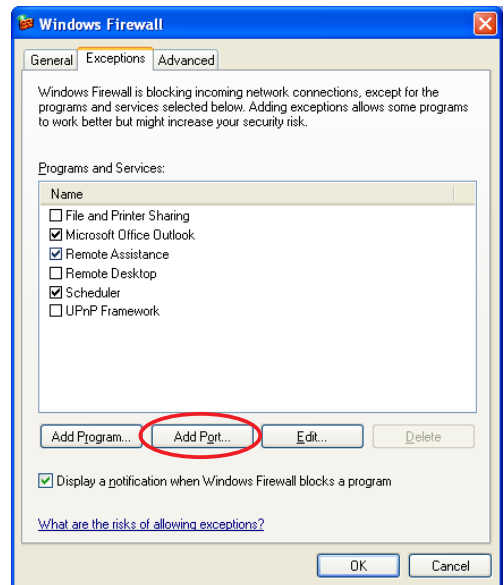 Windows Firewall
General Exceptions Advanced
Windows Firewall is blocking incoming network connections, except for the
programs and services selected below. Adding exceptions allows some programs
to work better but might increase your security risk.
Programs and Services:
Name
File and Printer Sharing
Microsoft Office Outlook
Remote Assistance
Remote Desktop
Scheduler
UPnP Framework
Add Program... Add Port... Edit... Delete
Display a notification when Windows Firewall blocks a program
What are the risks of allowing exceptions?
OK Cancel